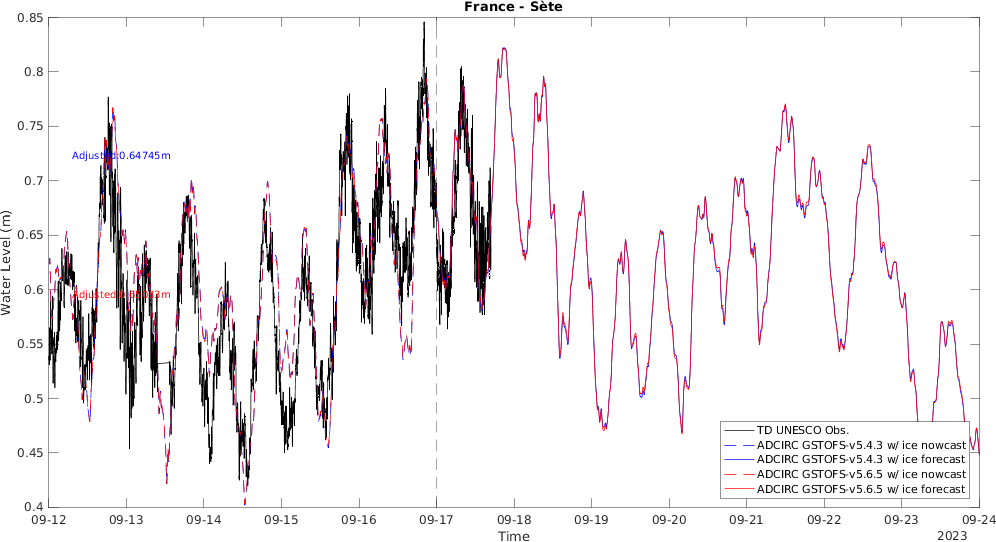 France - Sète
0.85
0.8
0.75
0.7
0.65
0.6
0.55
0.5
0.45
0.4
Water Level (m)
Adjusted:0.64745m
TD UNESCO Obs.
ADCIRC GSTOFS-v5.4.3 w/ ice nowcast
ADCIRC GSTOFS-v5.4.3 w/ ice forecast
ADCIRC GSTOFS-v5.6.5 w/ ice nowcast
ADCIRC GSTOFS-v5.6.5 w/ ice forecast
09-12 09-13 09-14 09-15 09-16 09-17 09-18 09-19 09-20 09-21 09-22 09-23 09-24
Time
2023